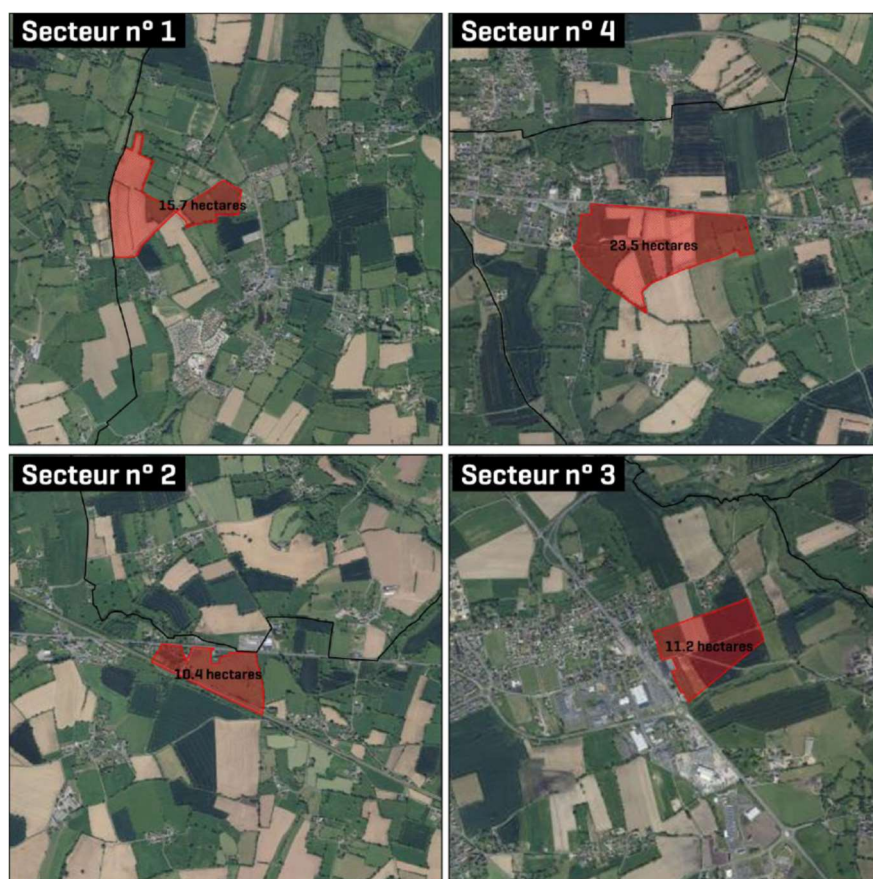 Secteur n° 1
15.7 hectares
Secteur n° 4
23.5 hectares
Secteur n° 2
10.4 hectares
Secteur n° 3
11.2 hectares